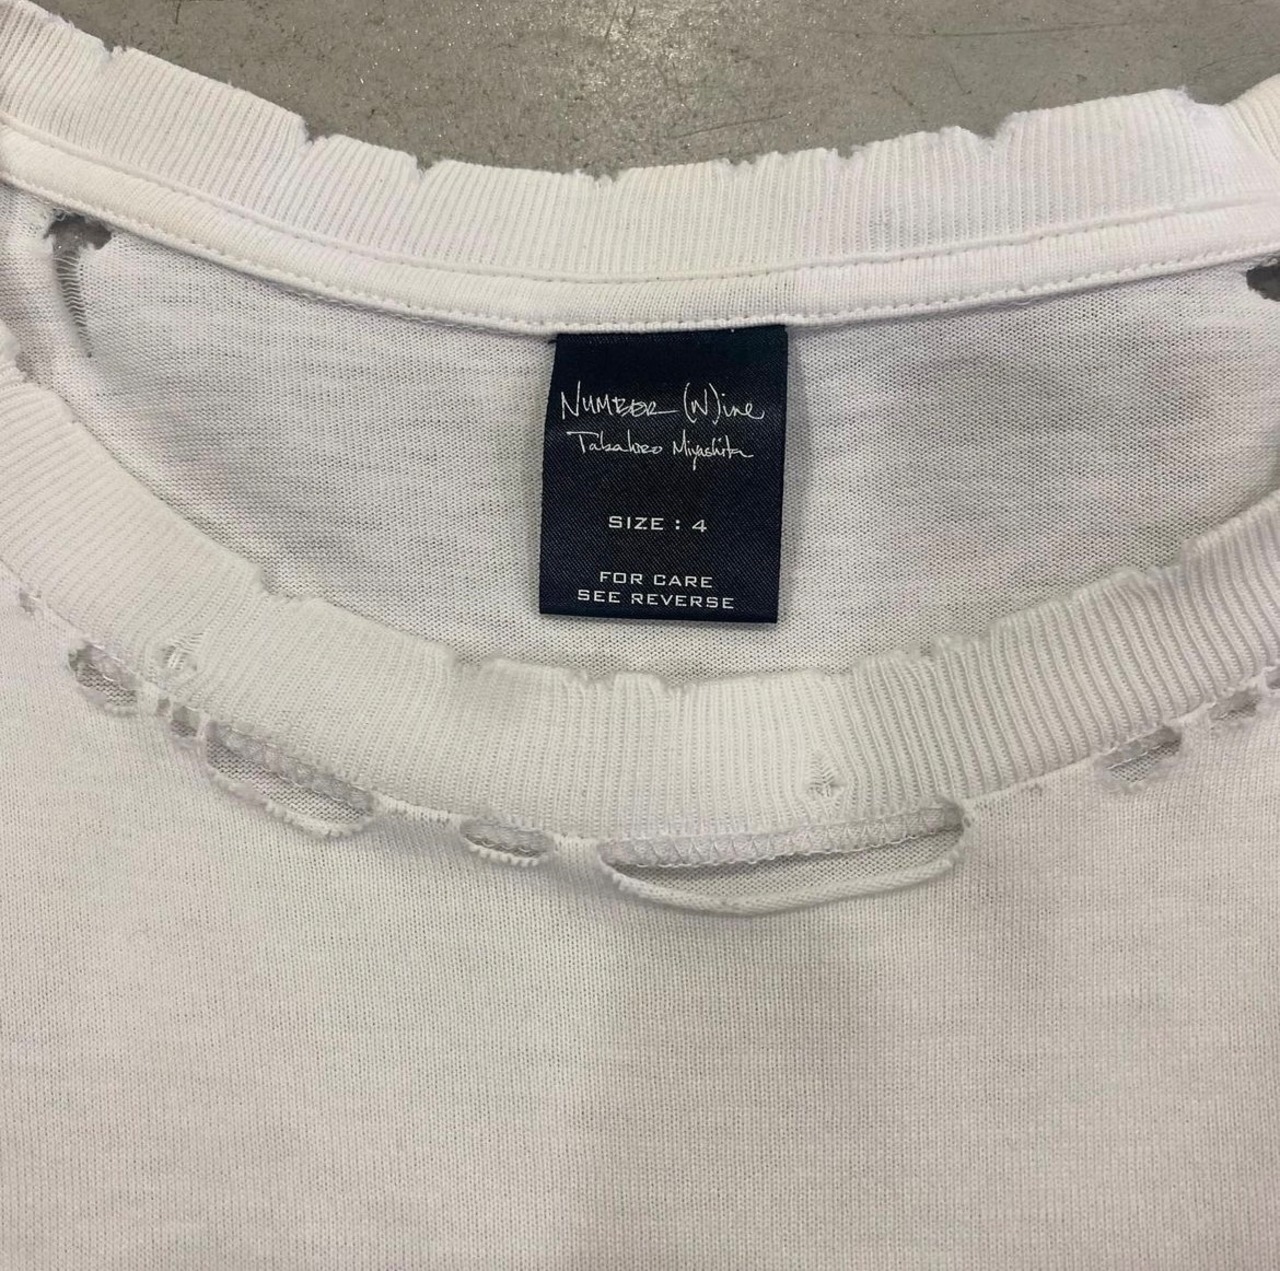 NUMBER (N)ine
Takahiro Miyashita
SIZE : 4
FOR CARE
SEE REVERSE